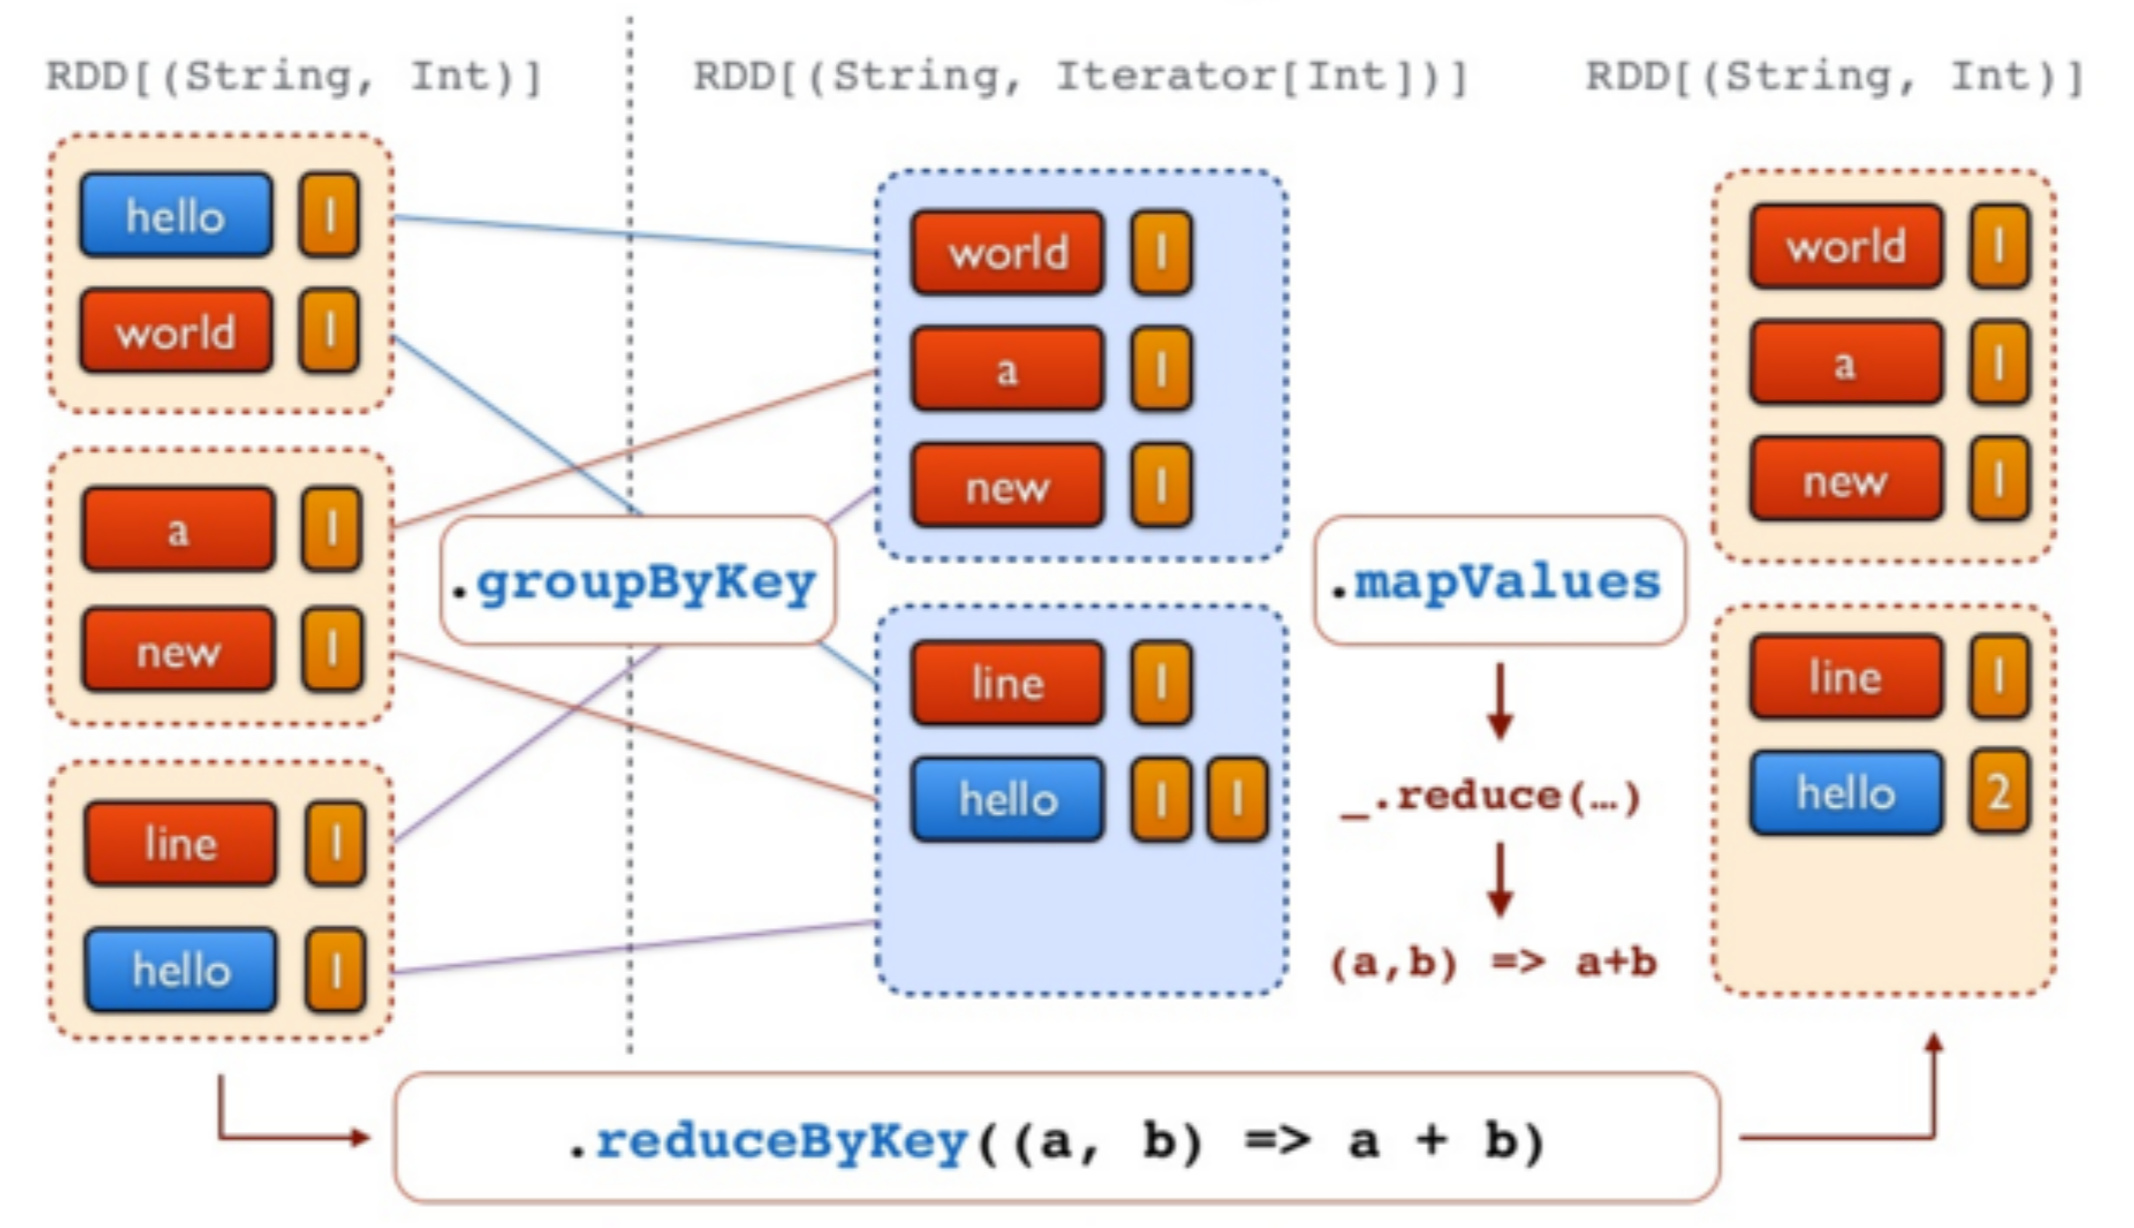 RDD[(String, Int)]
RDD[(String, Iterator[Int])]
RDD[(String, Int)]
hello 1
world 1
a 1
new 1
line 1
hello 1
.groupByKey
world 1
a 1
new 1
line 1
hello 1 1
.mapValues
_.reduce(…)
(a,b) => a+b
world 1
a 1
new 1
line 1
hello 2
.reduceByKey((a, b) => a + b)